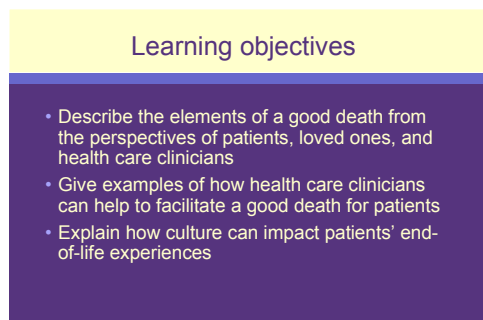 Learning objectives
• Describe the elements of a good death from
the perspectives of patients, loved ones, and
health care clinicians
• Give examples of how health care clinicians
can help to facilitate a good death for patients
• Explain how culture can impact patients’ end-
of-life experiences